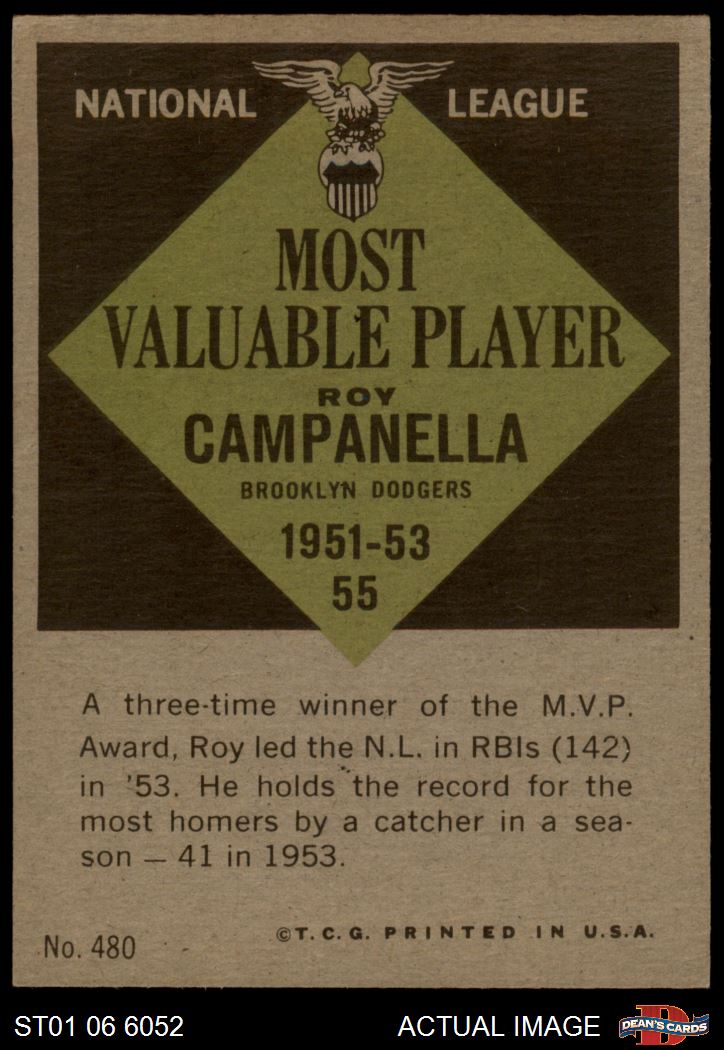 NATIONAL LEAGUE
MOST
VALUABLE PLAYER
ROY
CAMPANELLA
BROOKLYN DODGERS
1951-53
55
A three-time winner of the M.V.P.
Award, Roy led the N.L. in RBIs (142)
in '53. He holds the record for the
most homers by a catcher in a sea-
son — 41 in 1953.
No. 480
©T.C.G. PRINTED IN U.S.A.
ST01 06 6052
ACTUAL IMAGE
D
DEAN'S CARDS